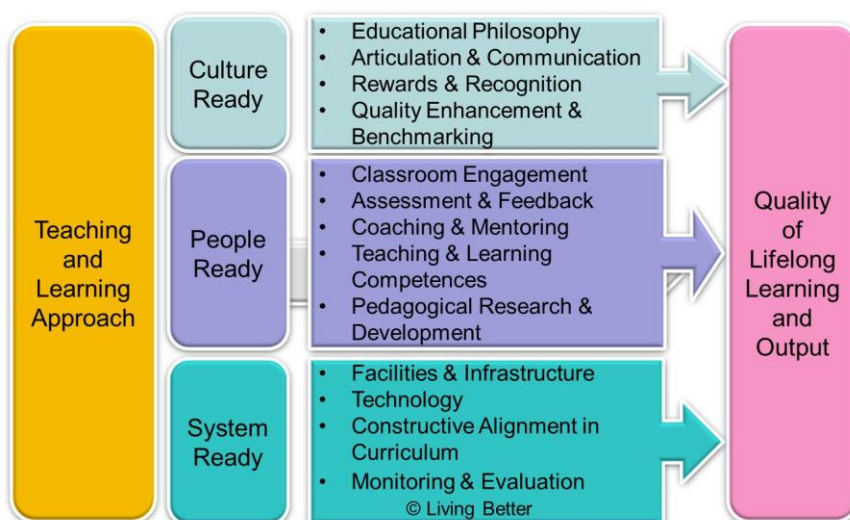 Teaching
and
Learning
Approach
Culture
Ready
• Educational Philosophy
• Articulation & Communication
• Rewards & Recognition
• Quality Enhancement &
Benchmarking
People
Ready
• Classroom Engagement
• Assessment & Feedback
• Coaching & Mentoring
• Teaching & Learning
Competences
• Pedagogical Research &
Development
System
Ready
• Facilities & Infrastructure
• Technology
• Constructive Alignment in
Curriculum
• Monitoring & Evaluation
© Living Better
Quality
of
Lifelong
Learning
and
Output